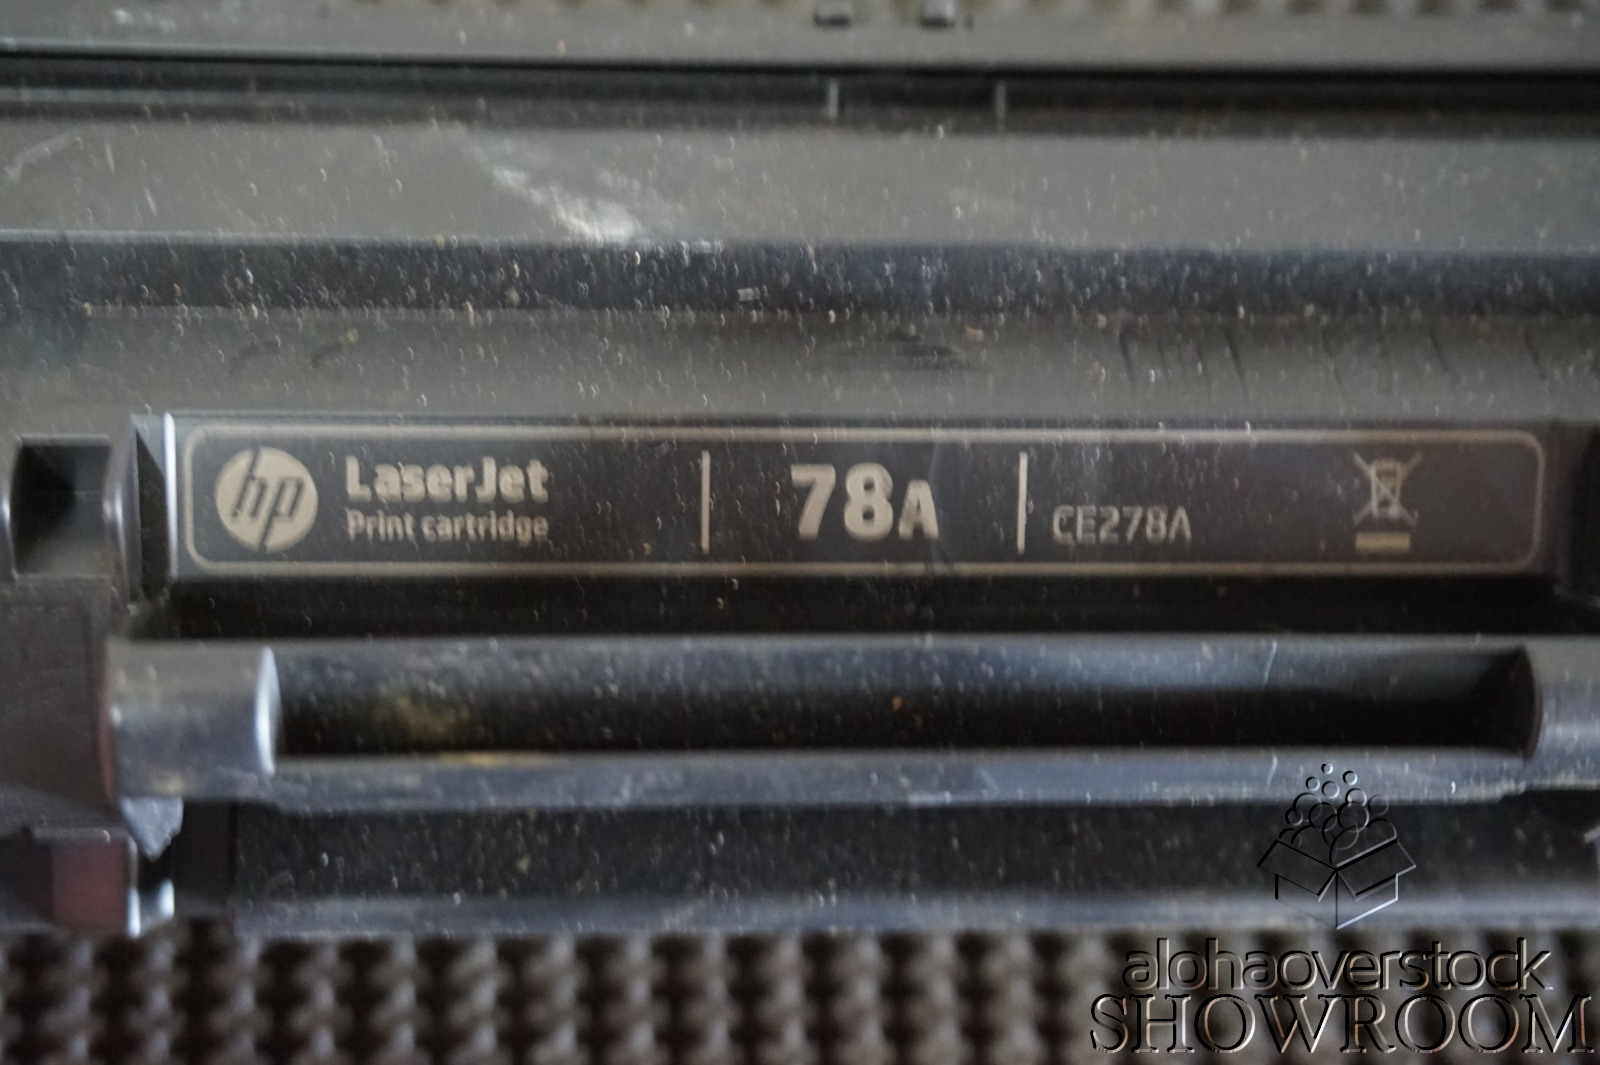 hp
LaserJet
Print cartridge
78A
CE278A
alohaoverstock
SHOWROOM